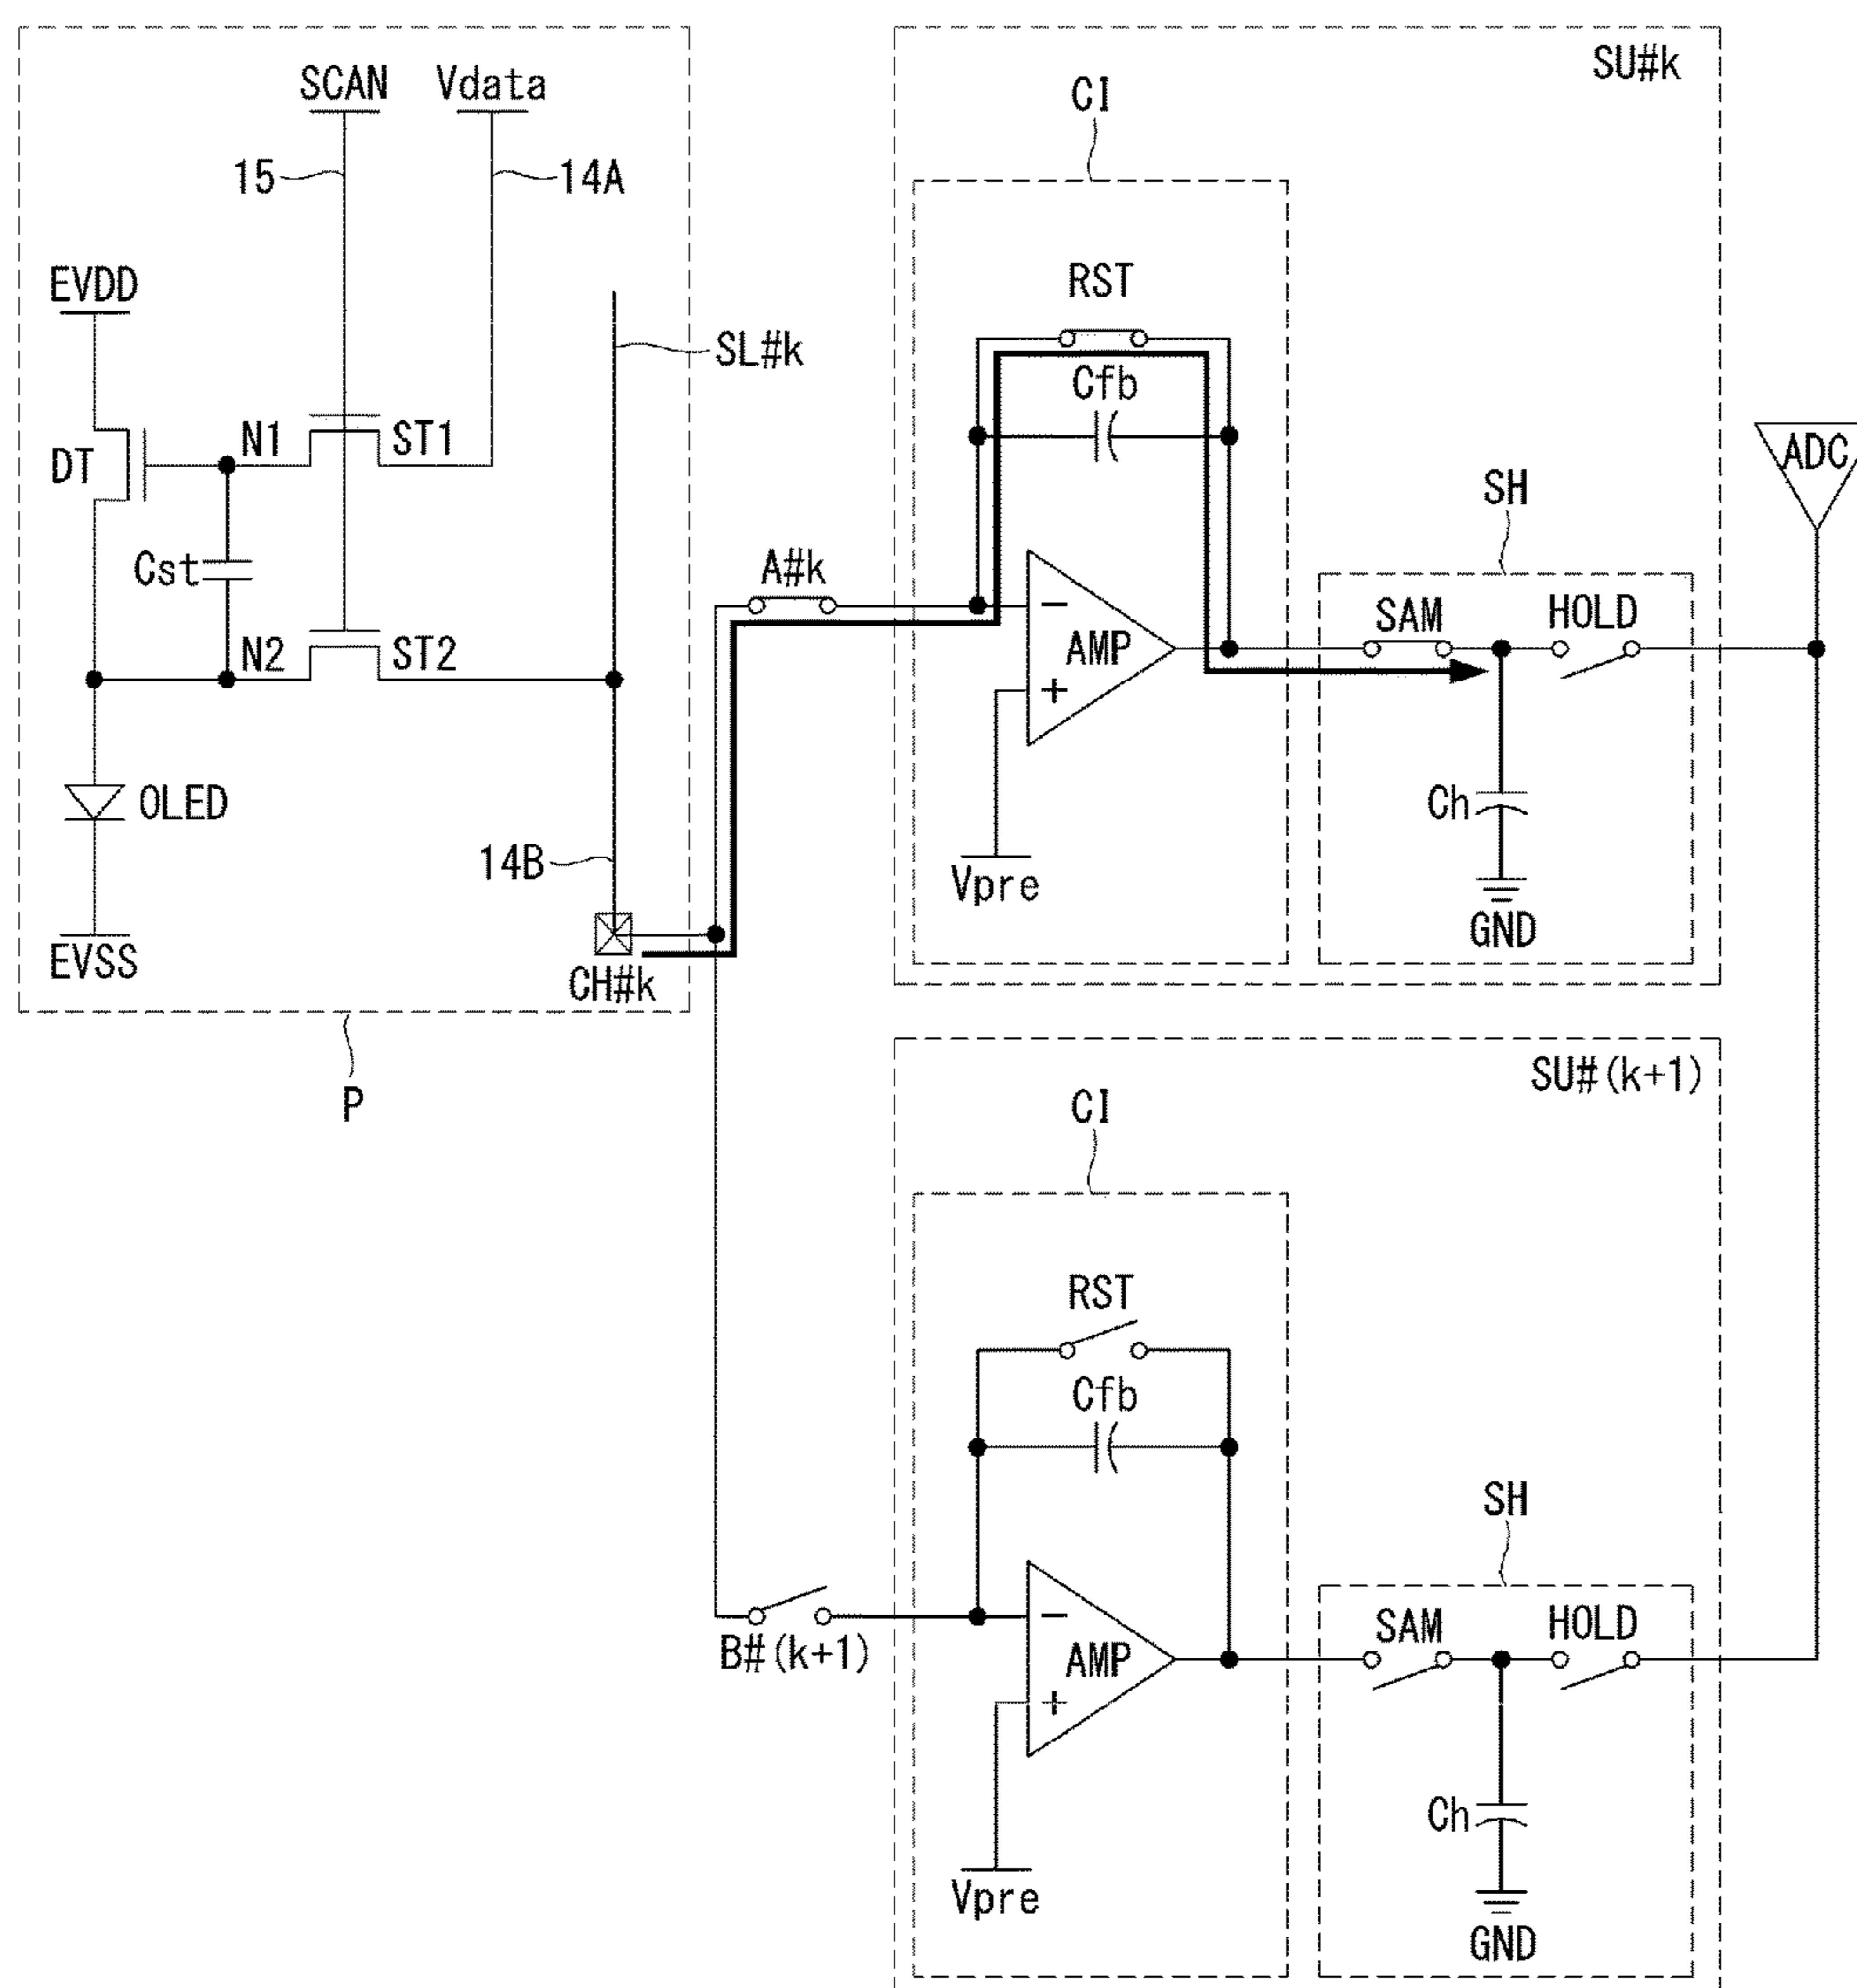 SU#k
SCAN
Vdata
CI
15
14A
RST
EVDD
SL#k
Cfb
N1
ST1
DT
SH
ADC
A#k
Cst
SAM
HOLD
N2
ST2
−
AMP
+
OLED
Ch
14B
Vpre
GND
EVSS
CH#k
P
SU#(k+1)
CI
RST
Cfb
SH
−
SAM
HOLD
B#(k+1)
AMP
+
Ch
Vpre
GND